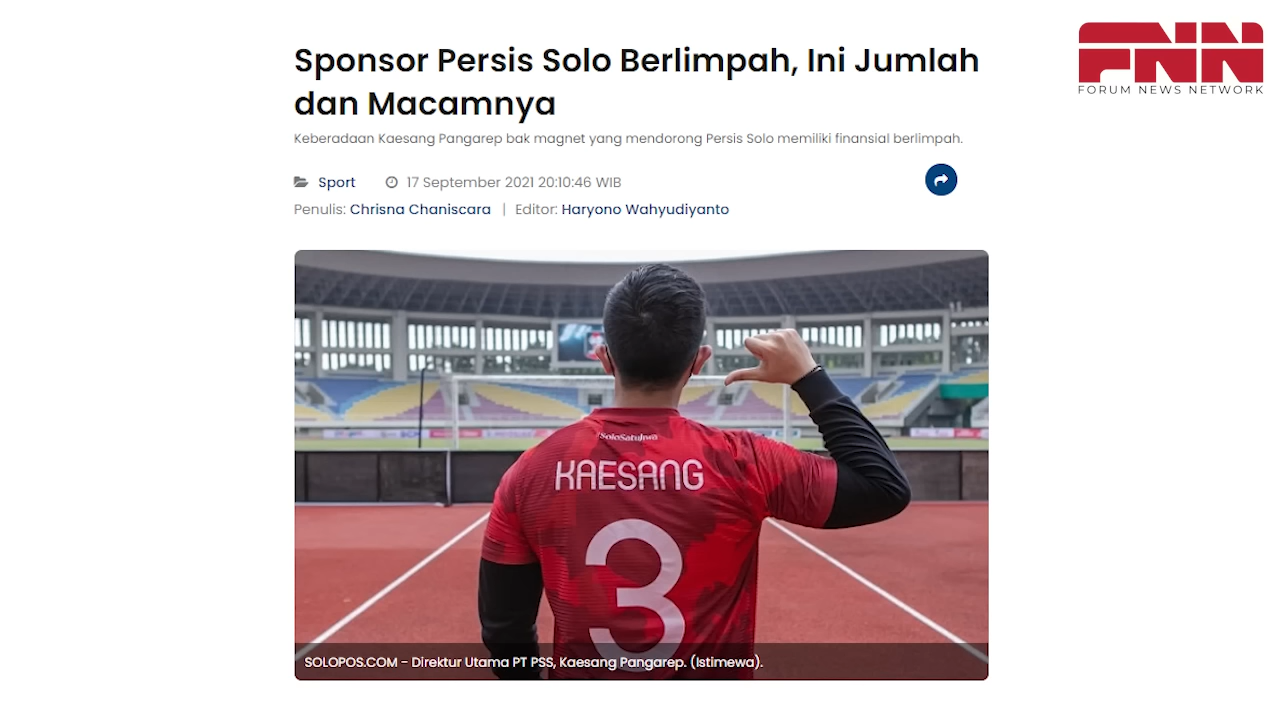 FNN
FORUM NEWS NETWORK
Sponsor Persis Solo Berlimpah, Ini Jumlah
dan Macamnya
Keberadaan Kaesang Pangarep bak magnet yang mendorong Persis Solo memiliki finansial berlimpah.
Sport 17 September 2021 20:10:46 WIB
Penulis: Chrisna Chaniscara | Editor: Haryono Wahyudiyanto
#SoloSatuJiwa
KAESANG
3
SOLOPOS.COM - Direktur Utama PT PSS, Kaesang Pangarep. (Istimewa).